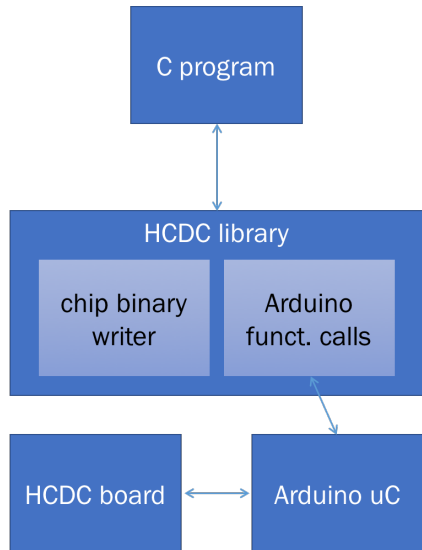 C program
HCDC library
chip binary
writer
Arduino
funct. calls
HCDC board
Arduino uC